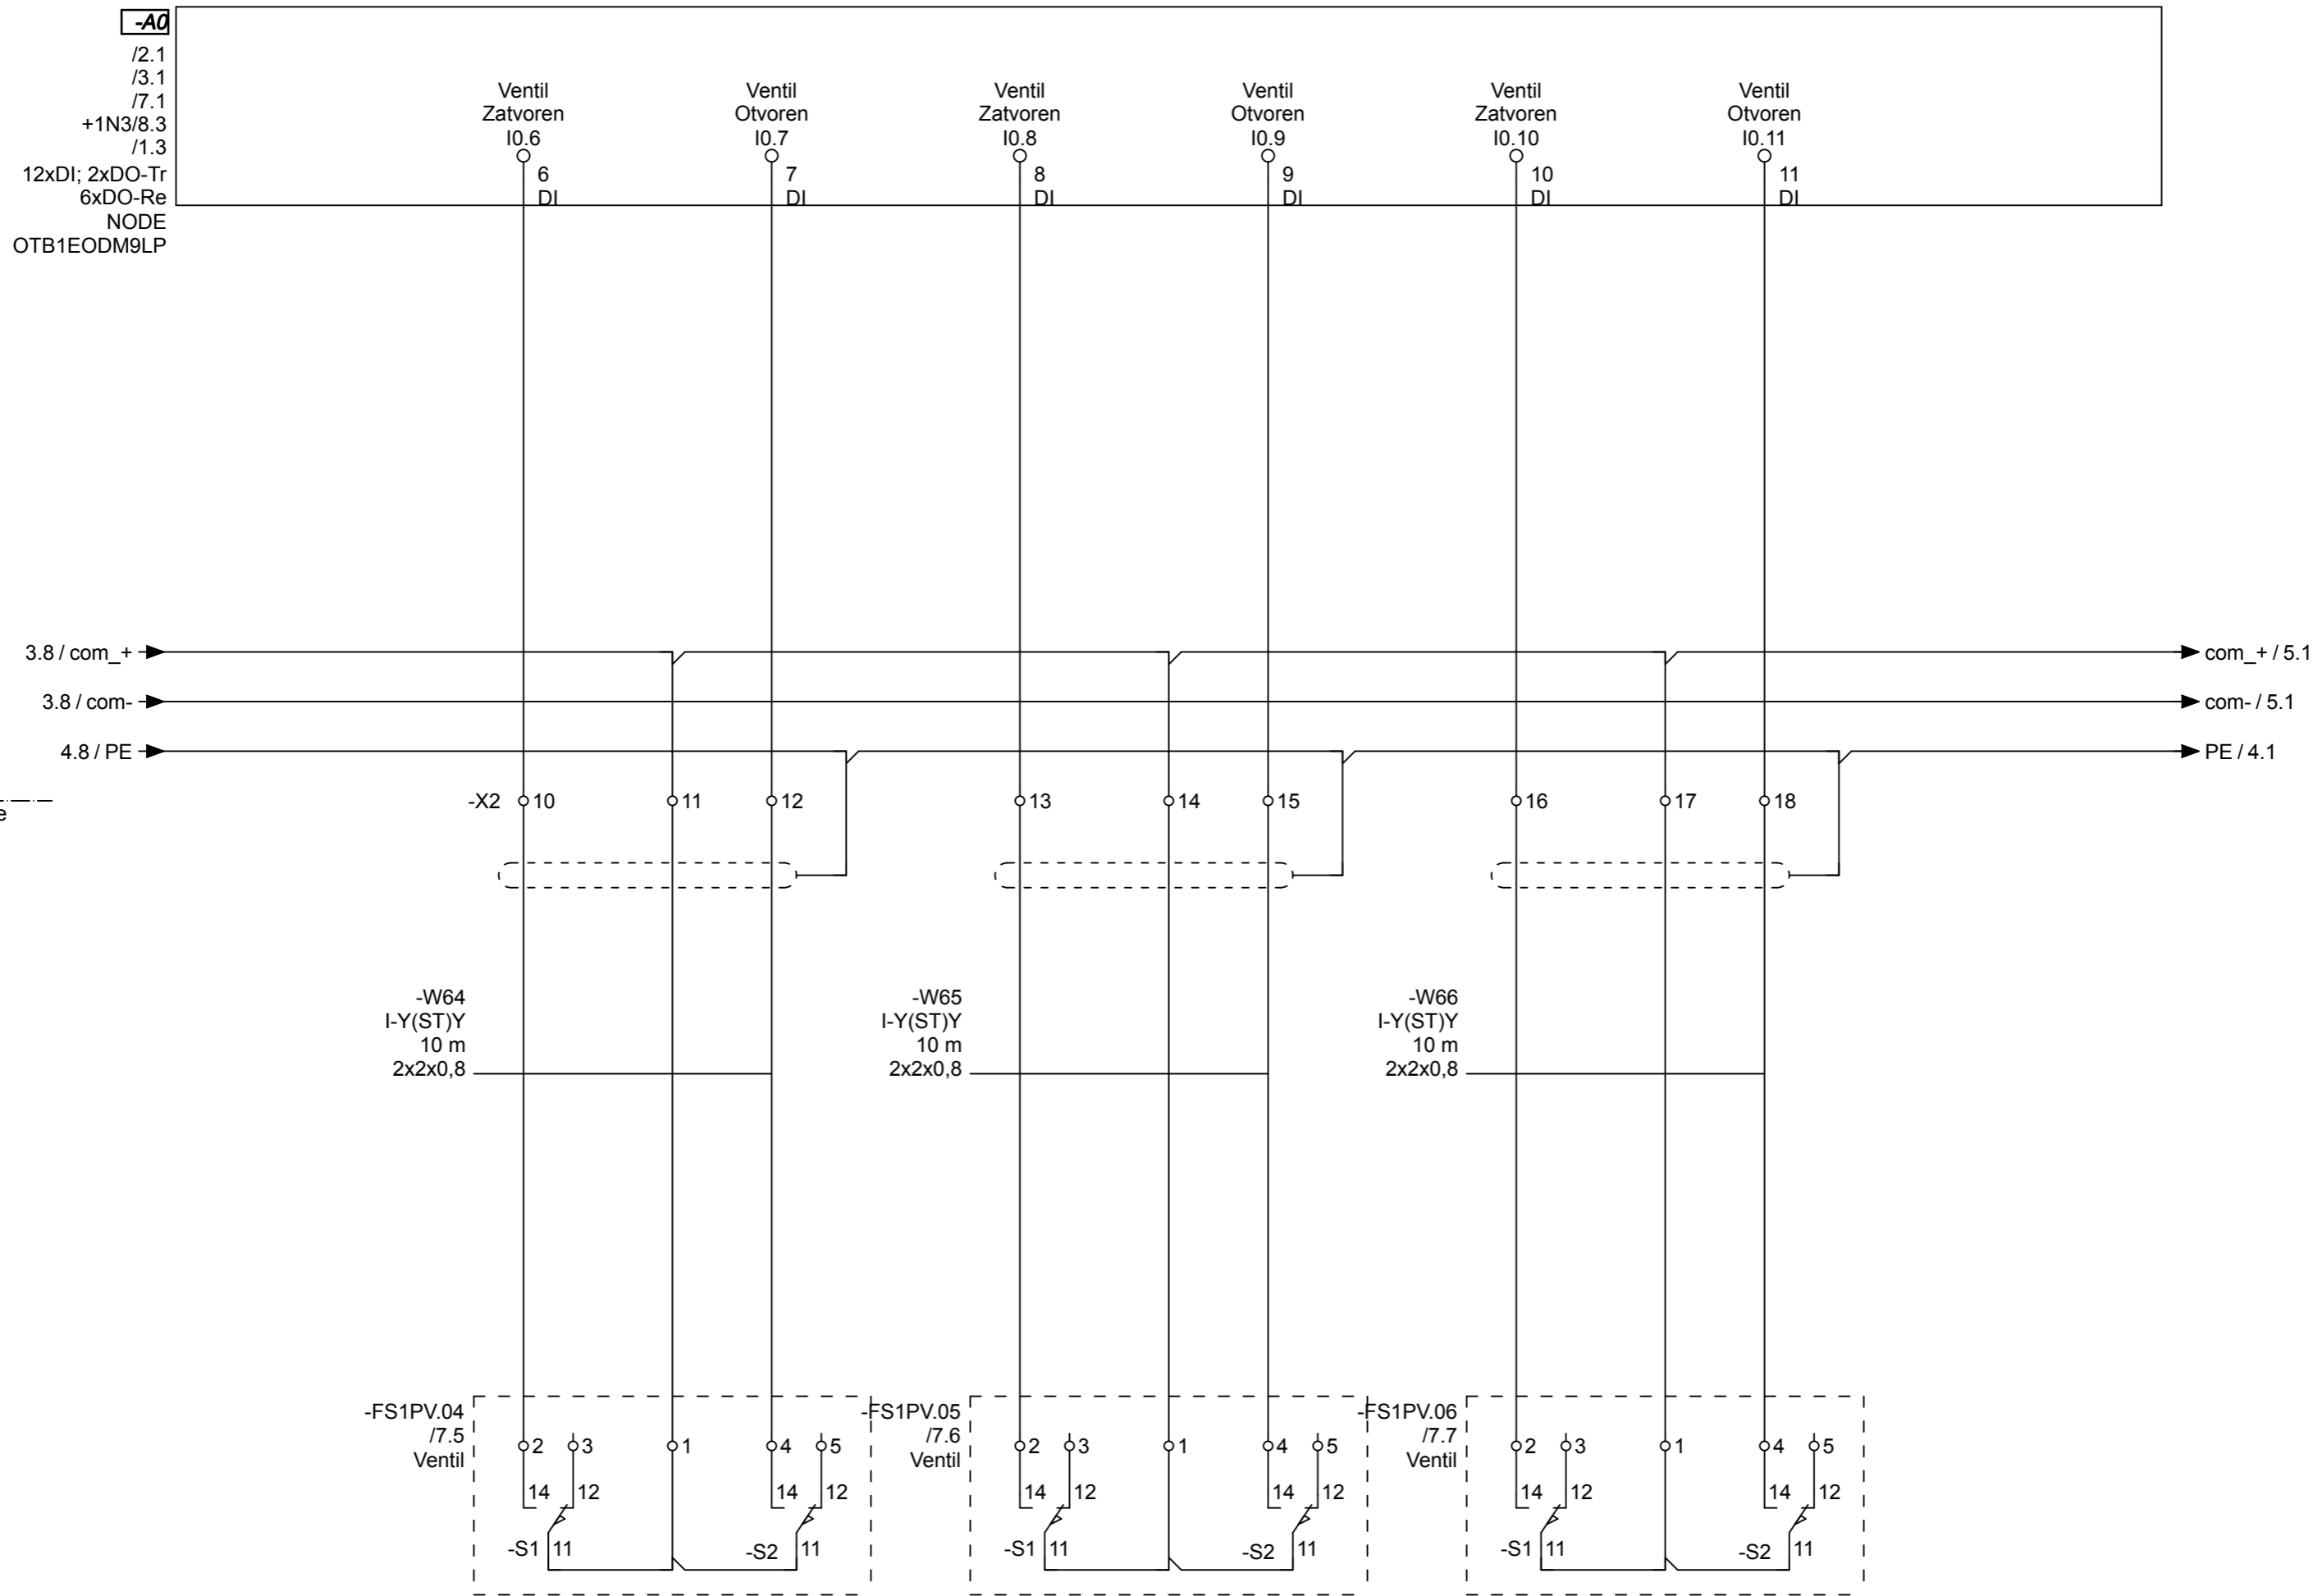 -A0
/2.1
/3.1
/7.1
+1N3/8.3
/1.3
12xDI; 2xDO-Tr
6xDO-Re
NODE
OTB1EODM9LP
Ventil Ventil Ventil Ventil Ventil Ventil
Zatvoren Otvoren Zatvoren Otvoren Zatvoren Otvoren
I0.6 I0.7 I0.8 I0.9 I0.10 I0.11
6 7 8 9 10 11
DI DI DI DI DI DI
3.8 / com_+ com_+ / 5.1
3.8 / com- com- / 5.1
4.8 / PE PE / 4.1
e
-X2 10 11 12 13 14 15 16 17 18
-W64 -W65 -W66
I-Y(ST)Y I-Y(ST)Y I-Y(ST)Y
10 m 10 m 10 m
2x2x0,8 2x2x0,8 2x2x0,8
-FS1PV.04 -FS1PV.05 -FS1PV.06
/7.5 /7.6 /7.7
2 3 1 4 5 2 3 1 4 5 2 3 1 4 5
Ventil Ventil Ventil
14 12 14 12 14 12 14 12 14 12 14 12
-S1 11 -S2 11 -S1 11 -S2 11 -S1 11 -S2 11